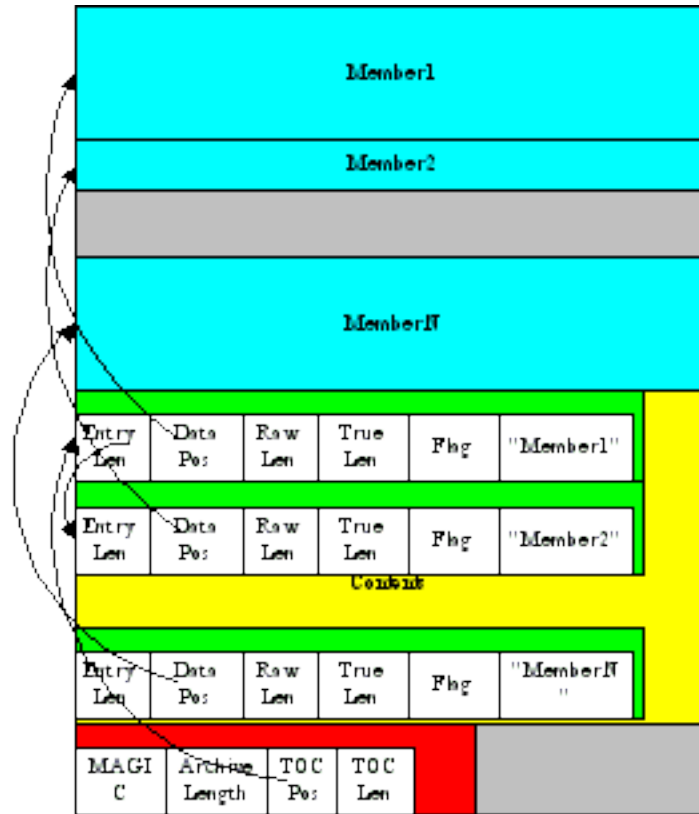 Member1
Member2
MemberN
Entry Data Raw True Flag "Member1"
Len Pos Len Len
Entry Data Raw True Flag "Member2"
Len Pos Len Len
Contents
Entry Data Raw True Flag "MemberN
Len Pos Len Len "
MAGI Archive TOC TOC
C Length Pos Len